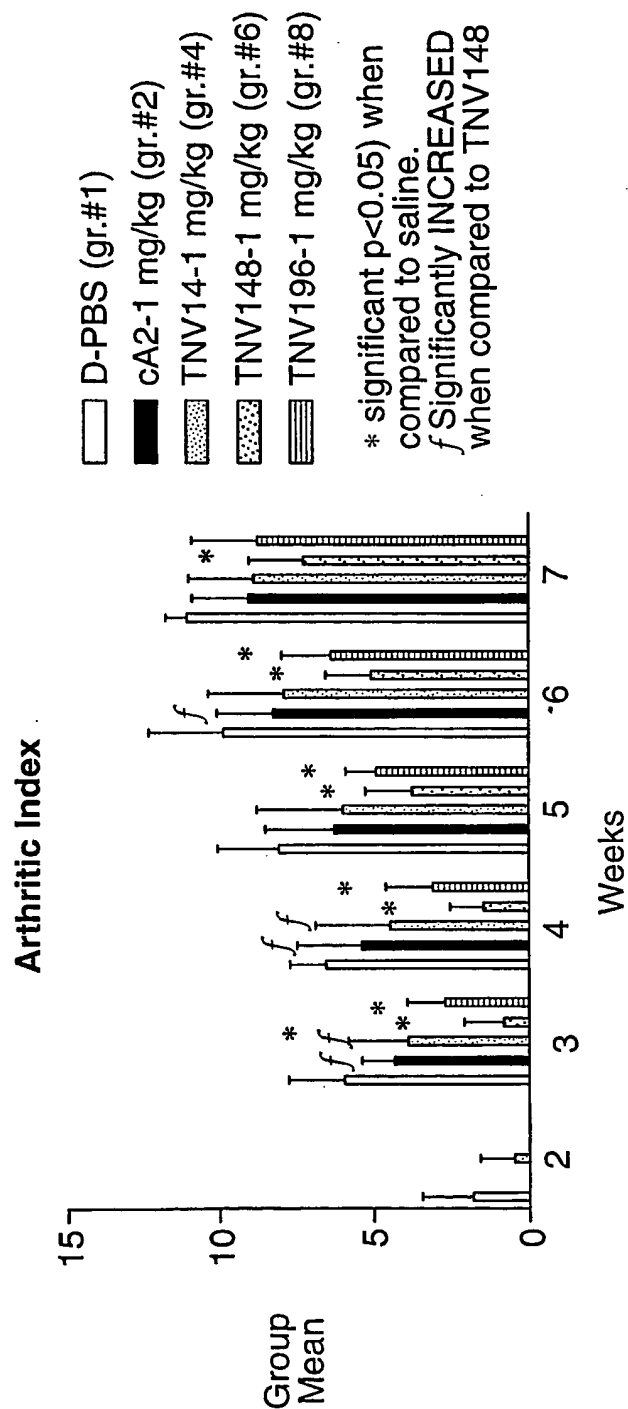 Arthritic Index
D-PBS (gr.#1)
cA2-1 mg/kg (gr.#2)
TNV14-1 mg/kg (gr.#4)
TNV148-1 mg/kg (gr.#6)
TNV196-1 mg/kg (gr.#8)
* significant p<0.05) when
compared to saline.
ƒ Significantly INCREASED
when compared to TNV148
Group
Mean
15
10
5
0
ƒ ƒ * * *
ƒ ƒ * *
* *
ƒ * *
*
2 3 4 5 6 7
Weeks